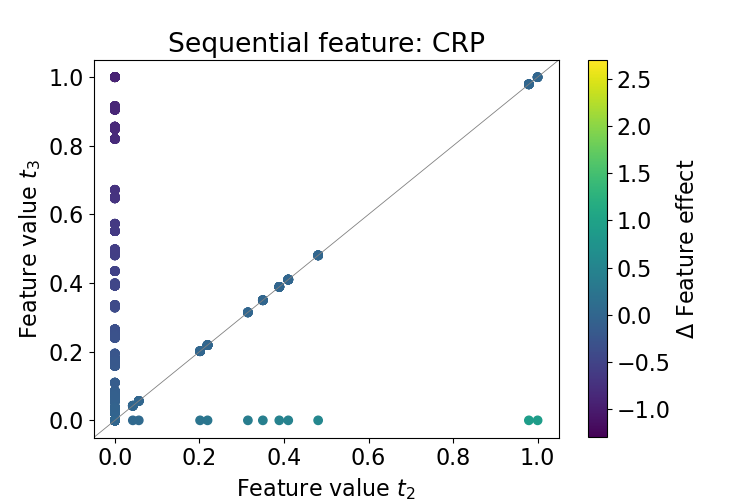 Sequential feature: CRP
1.0
0.8
0.6
0.4
0.2
0.0
Feature value t₃
0.0 0.2 0.4 0.6 0.8 1.0
Feature value t₂
2.5
2.0
1.5
1.0
0.5
0.0
−0.5
−1.0
Δ Feature effect